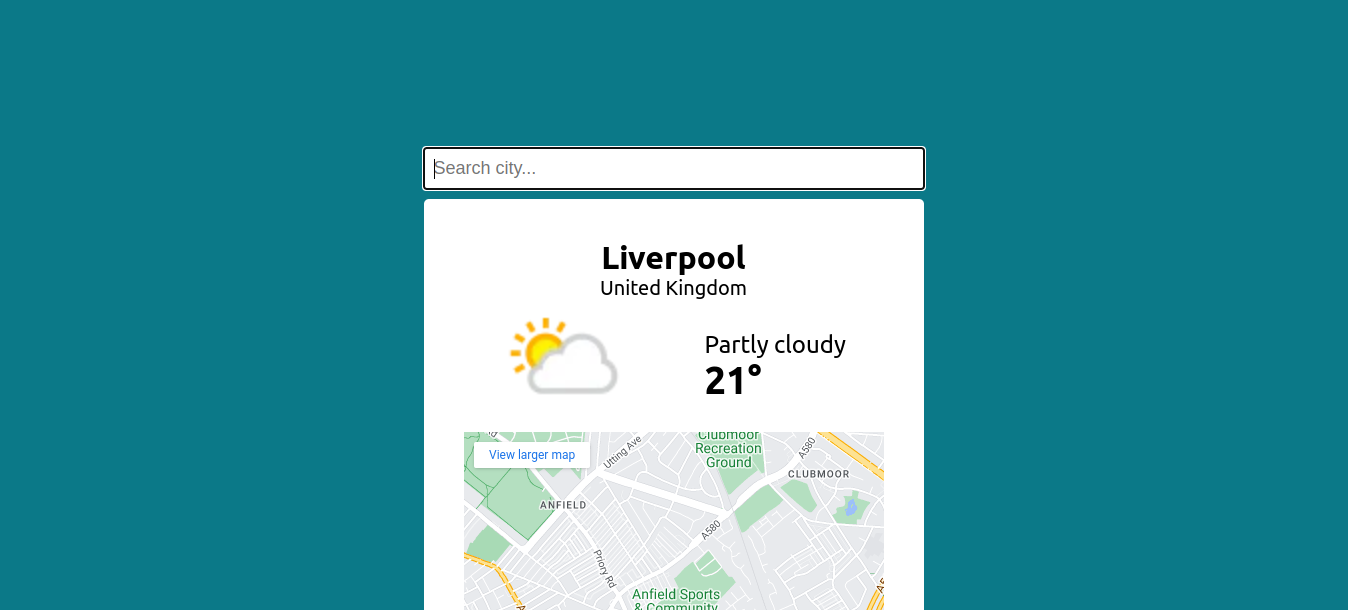 Search city...
Liverpool
United Kingdom
Partly cloudy
21°
View larger map
Utting Ave
Clubmoor
Recreation
Ground
A580
CLUBMOOR
ANFIELD
A580
Priory Rd
Anfield Sports
& Community